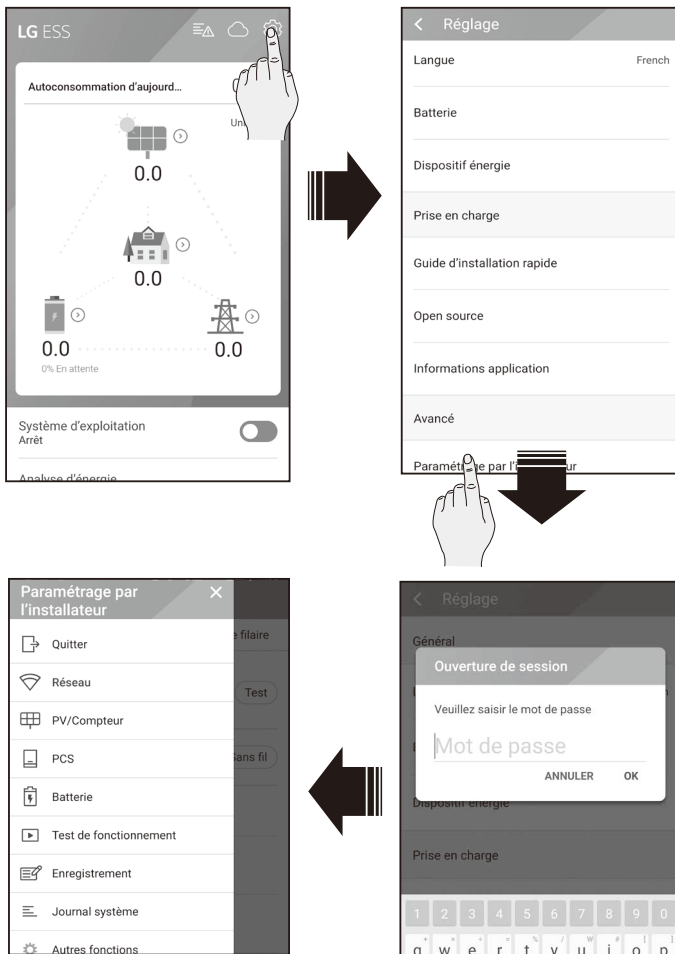 LG ESS
Autoconsommation d'aujourd…
0.0
0.0
0.0
0.0
0% En attente
Système d'exploitation
Arrêt
Analyse d'énergie
Réglage
Langue
French
Batterie
Dispositif énergie
Prise en charge
Guide d'installation rapide
Open source
Informations application
Avancé
Réglage
Général
Ouverture de session
Veuillez saisir le mot de passe
Mot de passe
ANNULER OK
Dispositif énergie
Prise en charge
1 2 3 4 5 6 7 8 9 0
q w e r t y u i o p
Paramétrage par
l'installateur
Quitter
Réseau
PV/Compteur
PCS
Batterie
Test de fonctionnement
Enregistrement
Journal système
Autres fonctions
filaire
Test
Sans fil